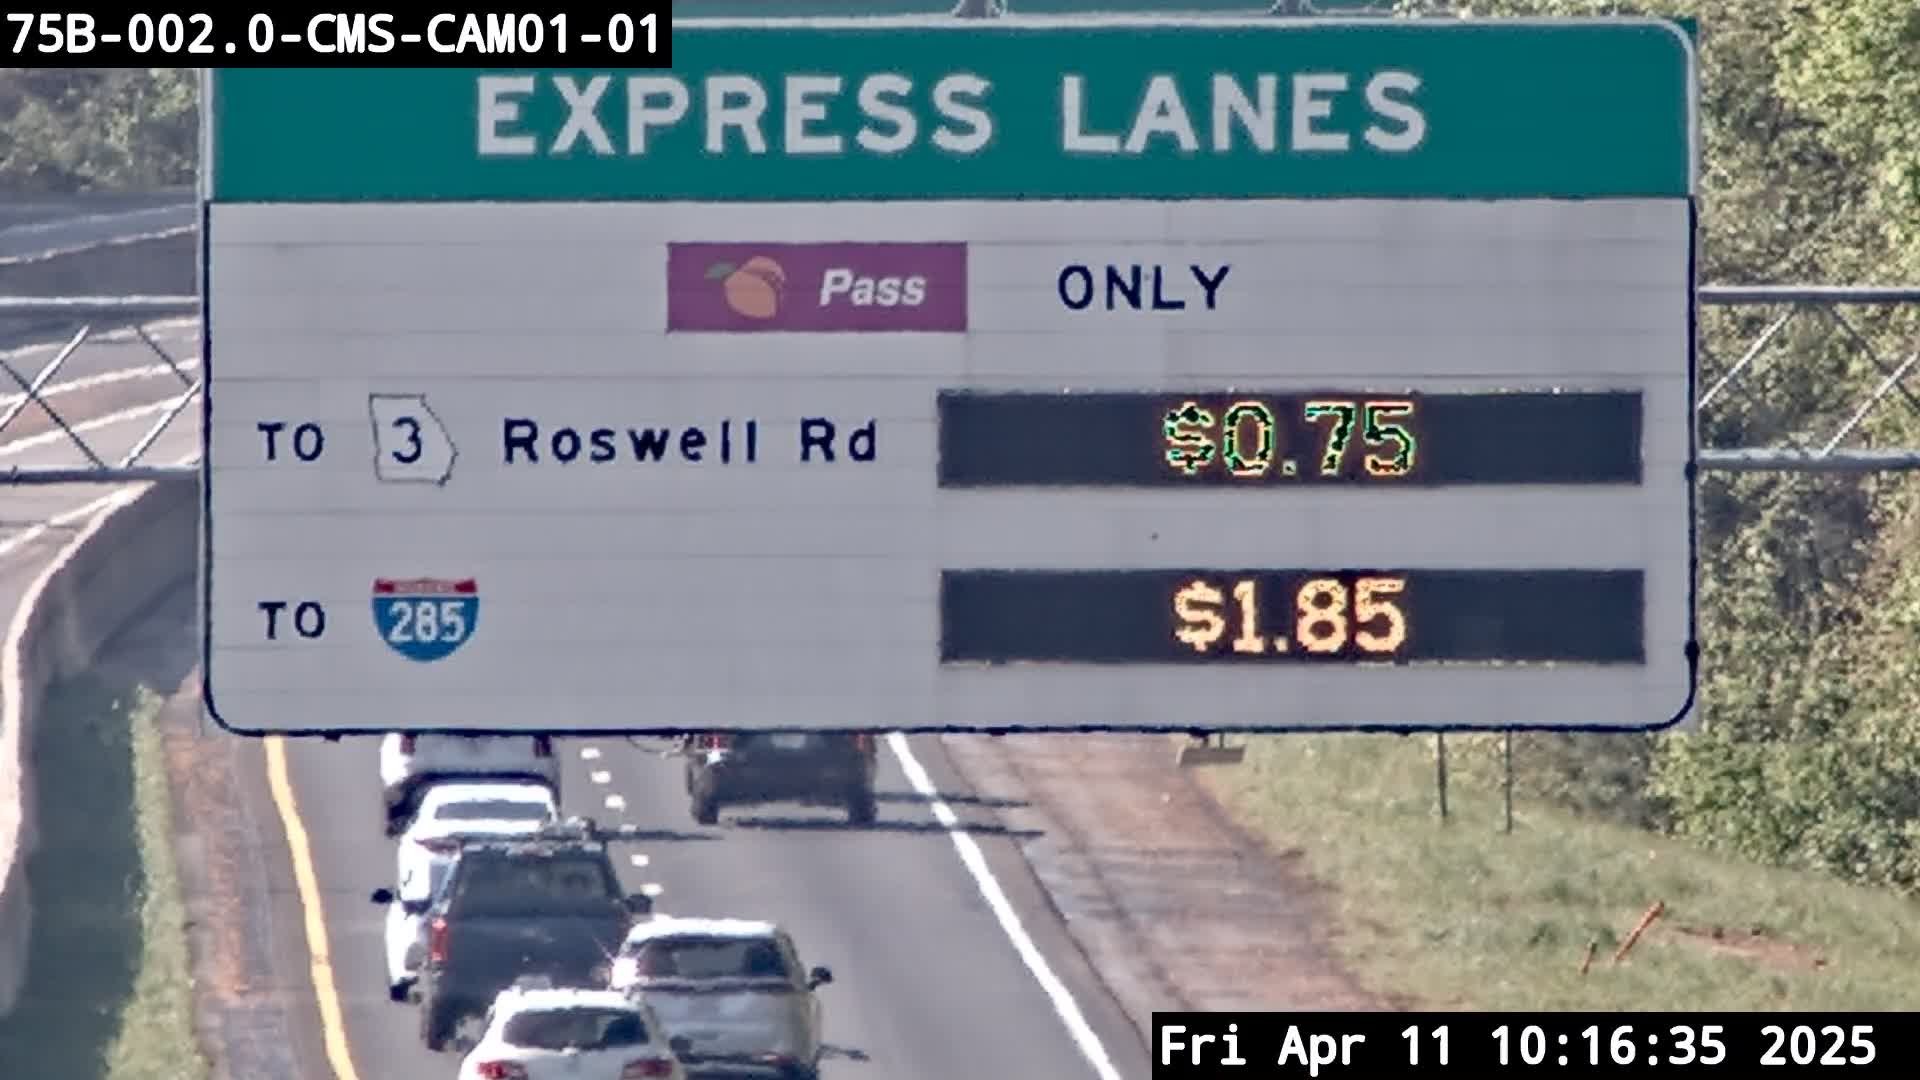 75B-002.0-CMS-CAM01-01
EXPRESS LANES
Pass ONLY
TO 3 Roswell Rd $0.75
TO 285 $1.85
Fri Apr 11 10:16:35 2025